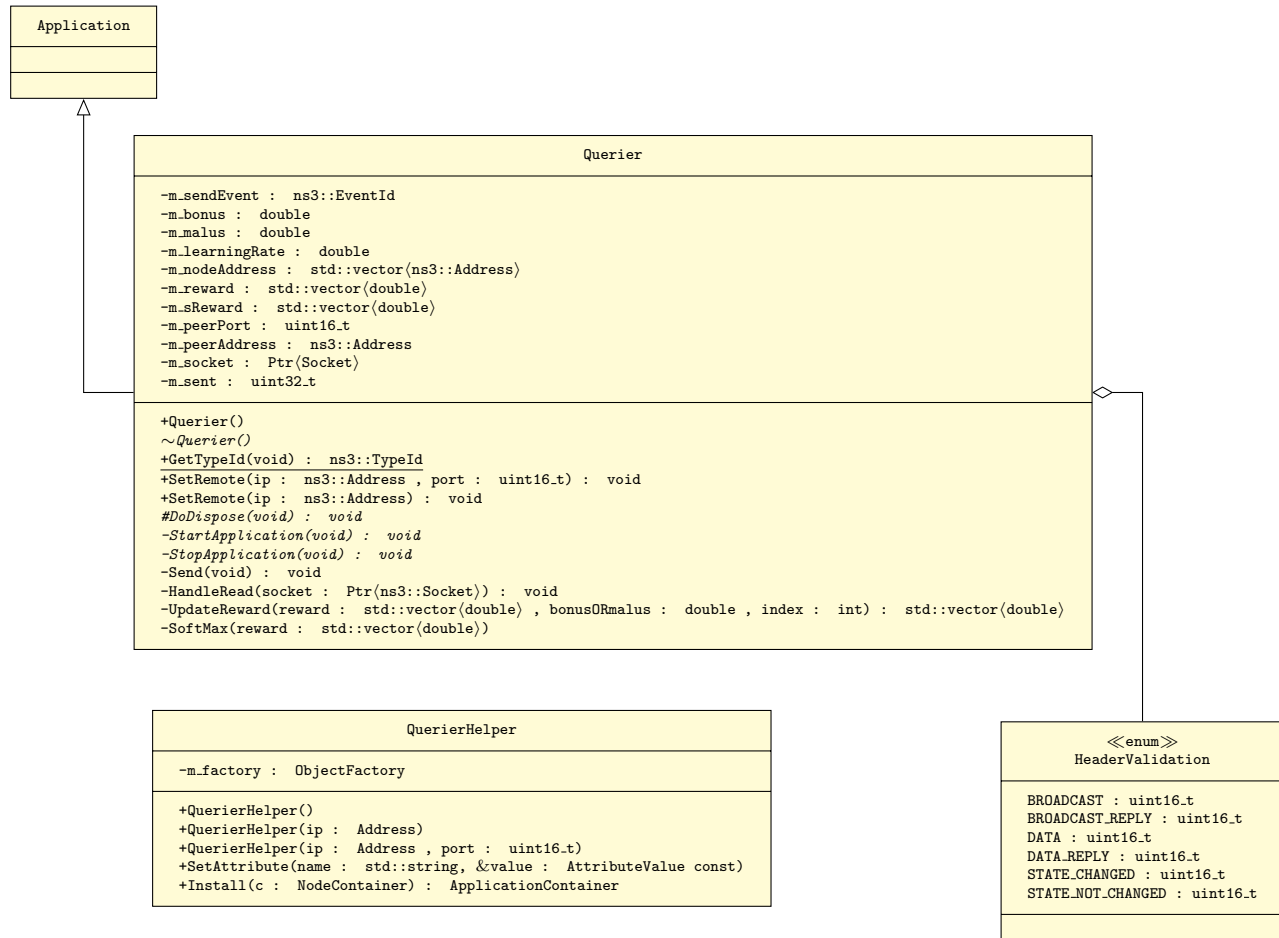 Application
Querier
-m_sendEvent : ns3::EventId
-m_bonus : double
-m_malus : double
-m_learningRate : double
-m_nodeAddress : std::vector⟨ns3::Address⟩
-m_reward : std::vector⟨double⟩
-m_sReward : std::vector⟨double⟩
-m_peerPort : uint16_t
-m_peerAddress : ns3::Address
-m_socket : Ptr⟨Socket⟩
-m_sent : uint32_t
+Querier()
∼Querier()
+GetTypeId(void) : ns3::TypeId
+SetRemote(ip : ns3::Address , port : uint16_t) : void
+SetRemote(ip : ns3::Address) : void
#DoDispose(void) : void
-StartApplication(void) : void
-StopApplication(void) : void
-Send(void) : void
-HandleRead(socket : Ptr⟨ns3::Socket⟩) : void
-UpdateReward(reward : std::vector⟨double⟩ , bonusORmalus : double , index : int) : std::vector⟨double⟩
-SoftMax(reward : std::vector⟨double⟩)
QuerierHelper
-m_factory : ObjectFactory
+QuerierHelper()
+QuerierHelper(ip : Address)
+QuerierHelper(ip : Address , port : uint16_t)
+SetAttribute(name : std::string, &value : AttributeValue const)
+Install(c : NodeContainer) : ApplicationContainer
≪enum≫
HeaderValidation
BROADCAST : uint16_t
BROADCAST_REPLY : uint16_t
DATA : uint16_t
DATA_REPLY : uint16_t
STATE_CHANGED : uint16_t
STATE_NOT_CHANGED : uint16_t